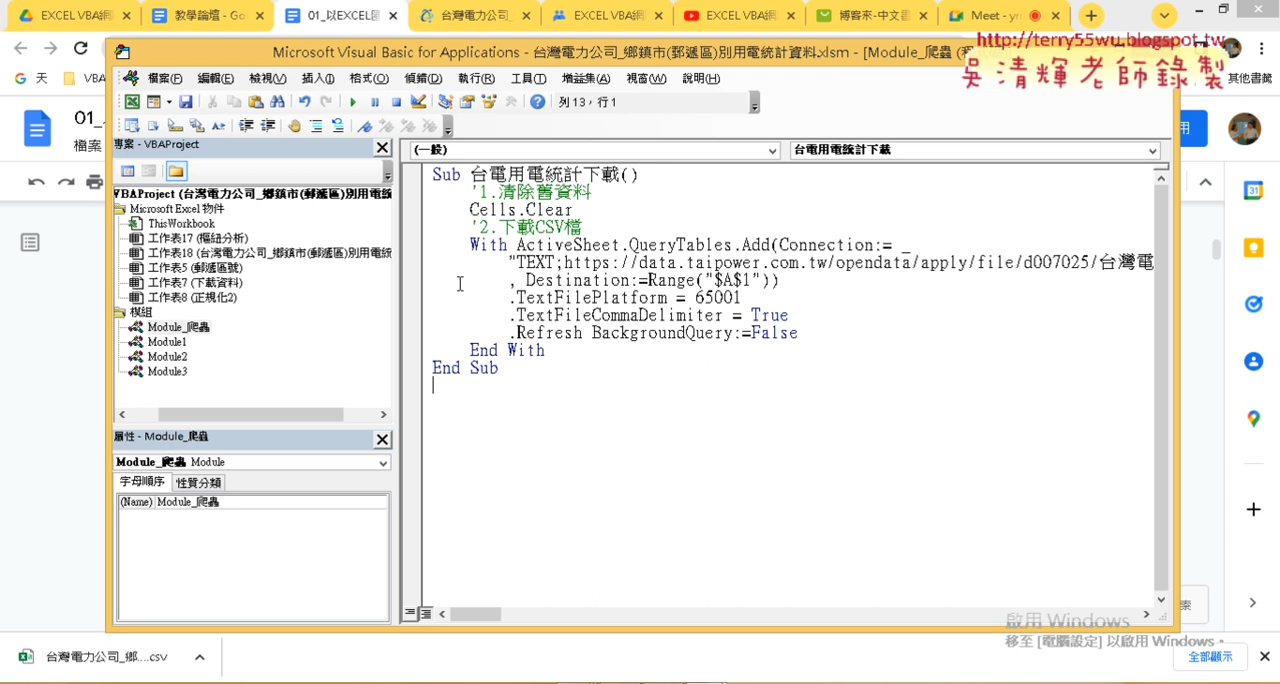 EXCEL VBA網
教學論壇 - Go
01_以EXCEL
台灣電力公司_
EXCEL VBA網
EXCEL VBA網
博客來-中文
Meet - yr
http://terry55wu.blogspot.tw
吳清輝老師錄製
天
VBA
其他書籤
01_
檔案
用
Microsoft Visual Basic for Applications - 台灣電力公司_鄉鎮市(郵遞區)別用電統計資料.xlsm - [Module_爬蟲 (程
檔案(F) 編輯(E) 檢視(V) 插入(I) 格式(O) 偵錯(D) 執行(R) 工具(T) 增益集(A) 視窗(W) 說明(H)
列 13，行 1
專案 - VBAProject
VBAProject (台灣電力公司_鄉鎮市(郵遞區)別用電統
Microsoft Excel 物件
ThisWorkbook
工作表17 (樞紐分析)
工作表18 (台灣電力公司_鄉鎮市(郵遞區)別用電統
工作表5 (郵遞區號)
工作表7 (下載資料)
工作表8 (正規化2)
模組
Module_爬蟲
Module1
Module2
Module3
屬性 - Module_爬蟲
Module_爬蟲 Module
字母順序 性質分類
(Name) Module_爬蟲
(一般)
台電用電統計下載
Sub 台電用電統計下載()
'1.清除舊資料
Cells.Clear
'2.下載CSV檔
With ActiveSheet.QueryTables.Add(Connection:= _
"TEXT;https://data.taipower.com.tw/opendata/apply/file/d007025/台灣電
, Destination:=Range("$A$1"))
.TextFilePlatform = 65001
.TextFileCommaDelimiter = True
.Refresh BackgroundQuery:=False
End With
End Sub
啟用 Windows
移至 [電腦設定] 以啟用 Windows。
台灣電力公司_鄉....csv
全部顯示